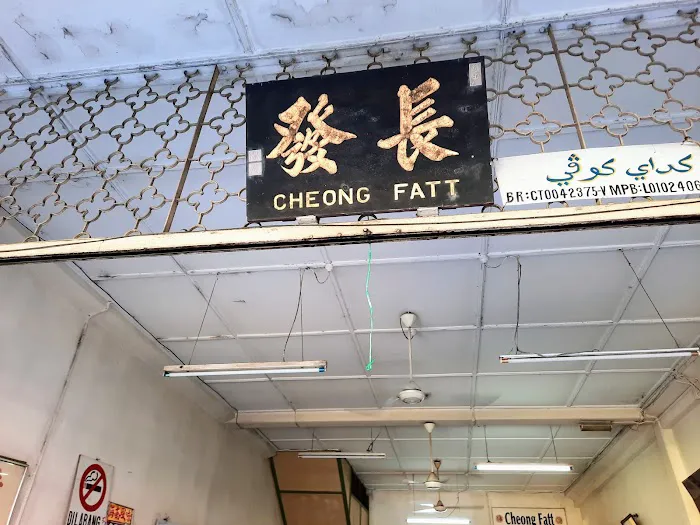 發長
CHEONG FATT
كداي كوڤي
BR:CT0042375-V MPB:L0102406
DILARANG
Cheong Fatt